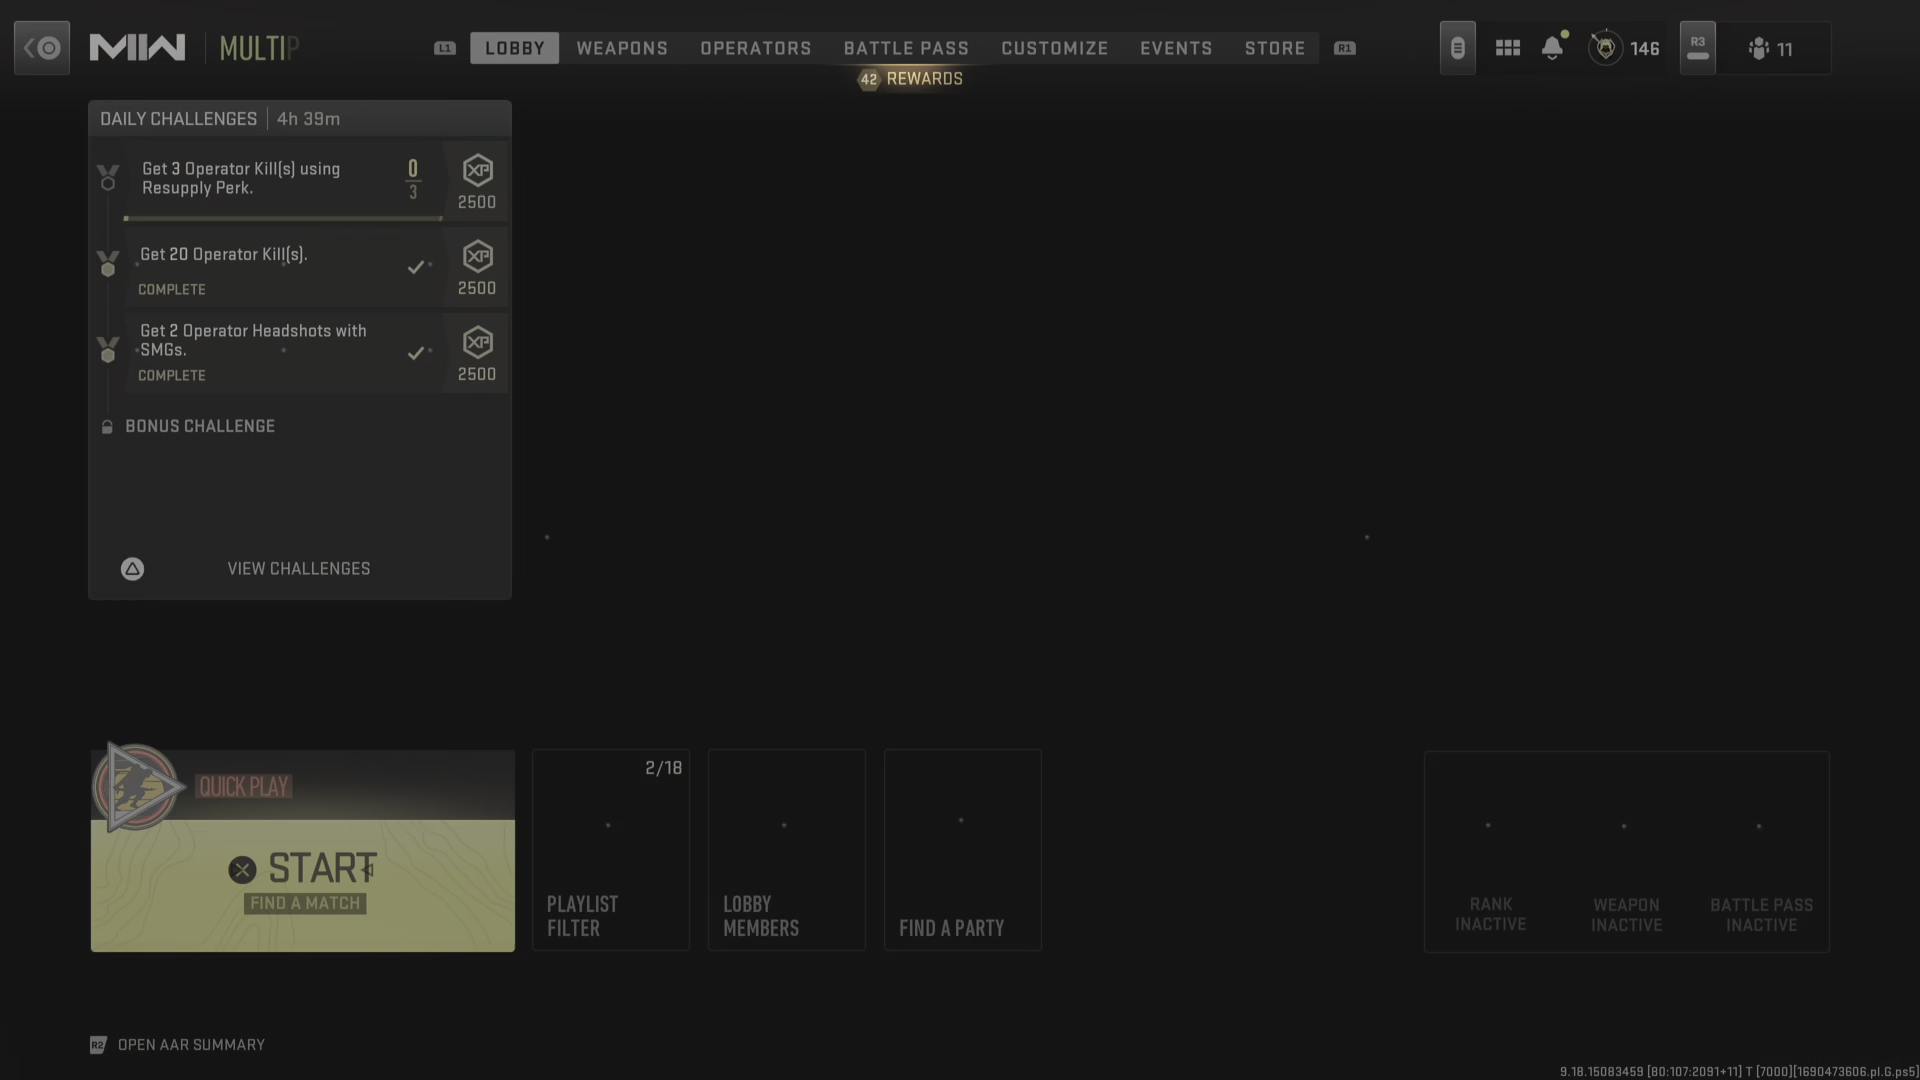 MW MULTIP
L1 LOBBY WEAPONS OPERATORS BATTLE PASS CUSTOMIZE EVENTS STORE R1
146 R3 11
42 REWARDS
DAILY CHALLENGES 4h 39m
Get 3 Operator Kill(s) using
Resupply Perk.
0
3
XP
2500
Get 20 Operator Kill(s).
COMPLETE
XP
2500
Get 2 Operator Headshots with
SMGs.
COMPLETE
XP
2500
BONUS CHALLENGE
VIEW CHALLENGES
QUICK PLAY
START
FIND A MATCH
2/18
PLAYLIST
FILTER
LOBBY
MEMBERS
FIND A PARTY
RANK
INACTIVE
WEAPON
INACTIVE
BATTLE PASS
INACTIVE
R2 OPEN AAR SUMMARY
9.18.15083459 [80:107:2091+11] T [7000][1690473606.pl.G.ps5]